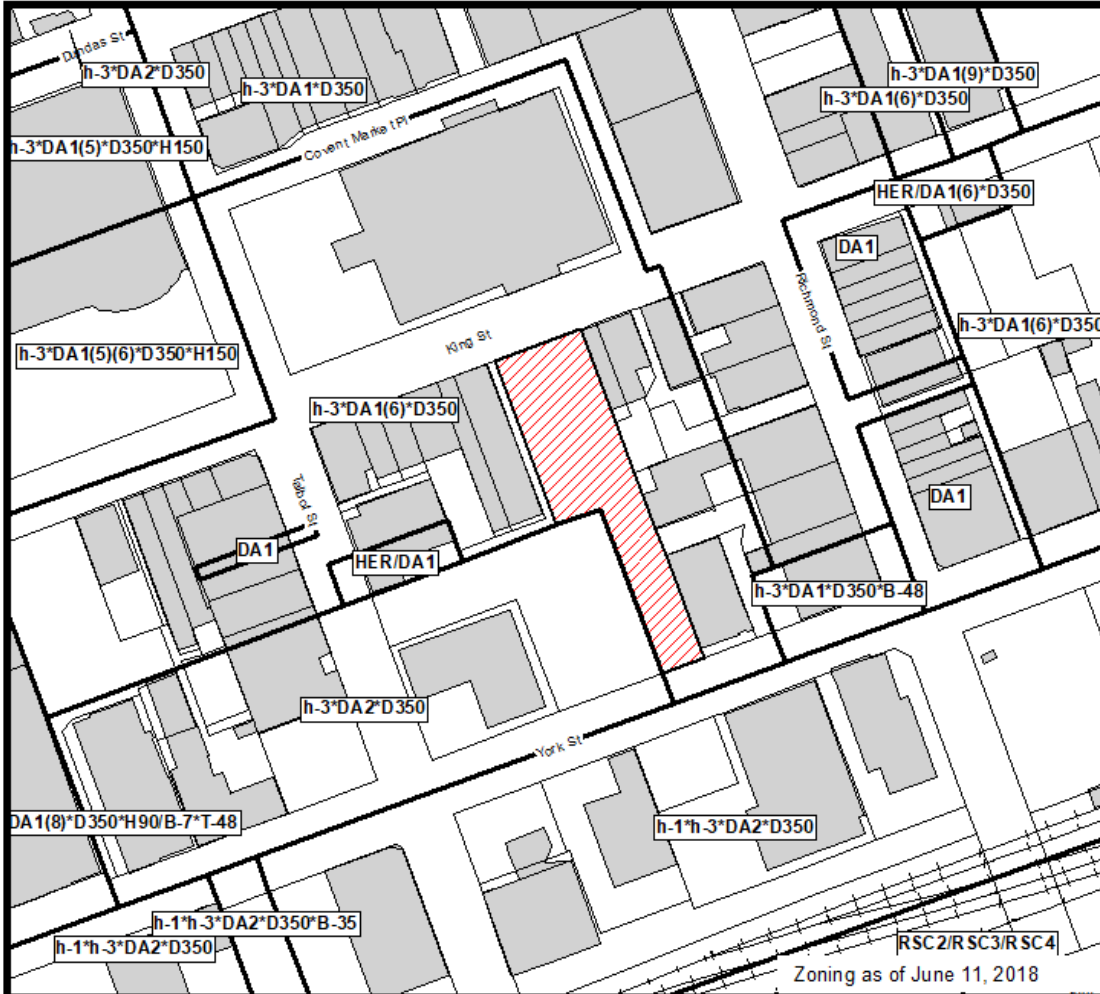 Dundas St
h-3*DA2*D350
h-3*DA1*D350
h-3*DA1(9)*D350
h-3*DA1(6)*D350
h-3*DA1(5)*D350*H150
Covent Market Pl
HER/DA1(6)*D350
DA1
Richmond St
h-3*DA1(6)*D350
King St
h-3*DA1(5)(6)*D350*H150
h-3*DA1(6)*D350
Talbot St
DA1
DA1
HER/DA1
h-3*DA1*D350*B-48
h-3*DA2*D350
York St
DA1(8)*D350*H90/B-7*T-48
h-1*h-3*DA2*D350
h-1*h-3*DA2*D350*B-35
h-1*h-3*DA2*D350
RSC2/RSC3/RSC4
Zoning as of June 11, 2018